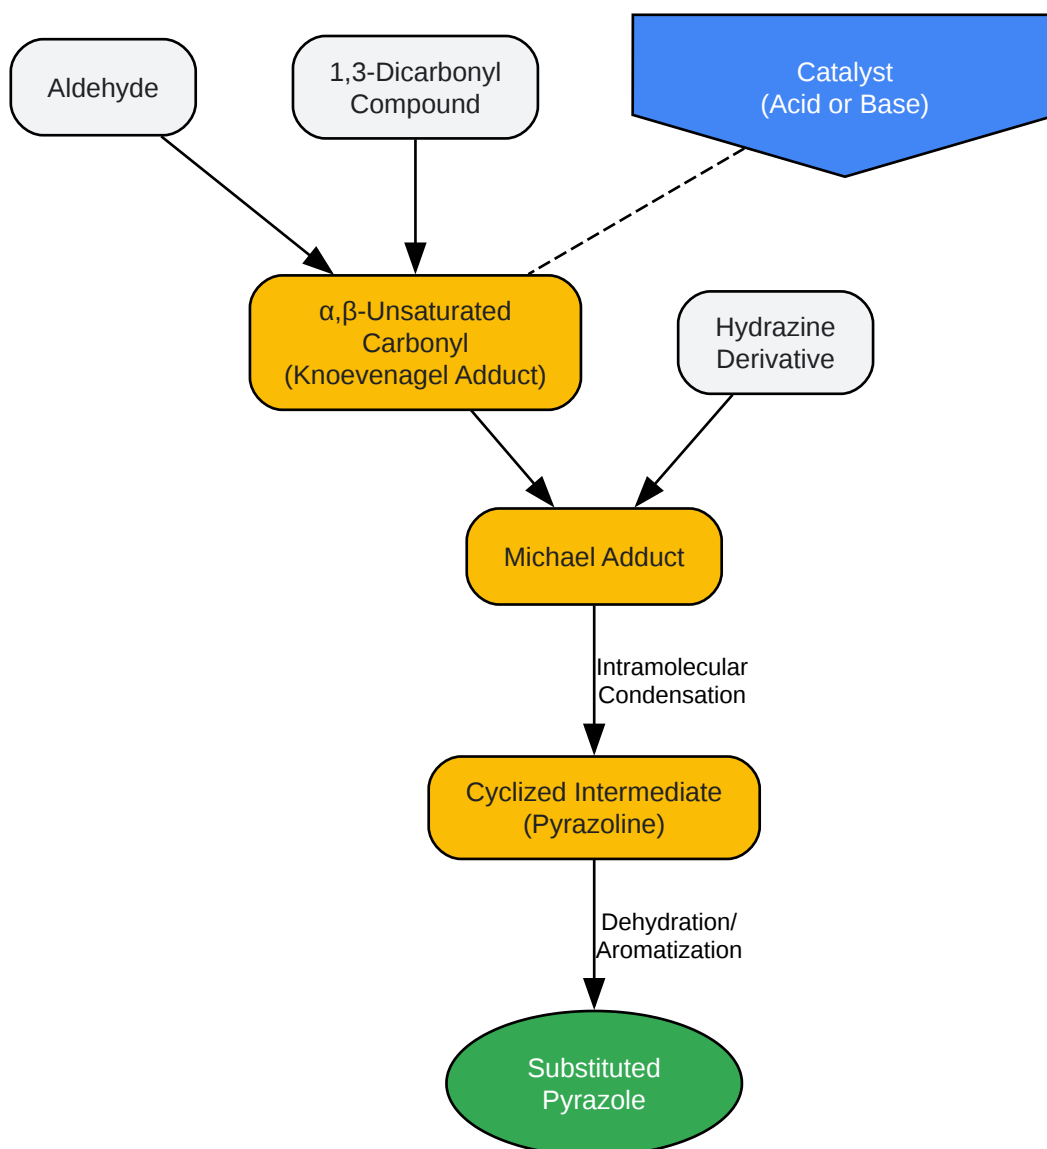 Aldehyde
1,3-Dicarbonyl
Compound
Catalyst
(Acid or Base)
α,β-Unsaturated
Carbonyl
(Knoevenagel Adduct)
Hydrazine
Derivative
Michael Adduct
Intramolecular
Condensation
Cyclized Intermediate
(Pyrazoline)
Dehydration/
Aromatization
Substituted
Pyrazole